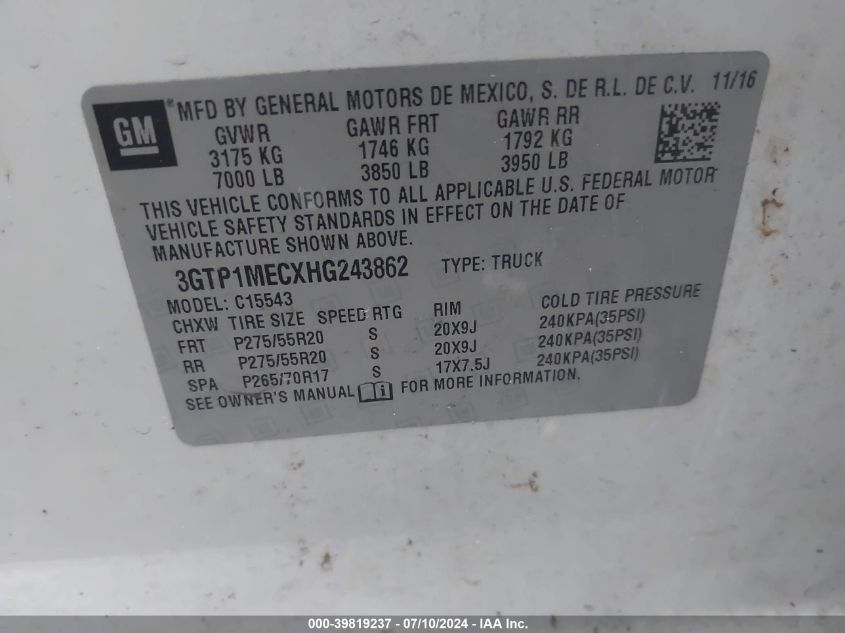 GM
® MFD BY GENERAL MOTORS DE MEXICO, S. DE R.L. DE C.V. 11/16
GVWR GAWR FRT GAWR RR
3175 KG 1746 KG 1792 KG
7000 LB 3850 LB 3950 LB
THIS VEHICLE CONFORMS TO ALL APPLICABLE U.S. FEDERAL MOTOR
VEHICLE SAFETY STANDARDS IN EFFECT ON THE DATE OF
MANUFACTURE SHOWN ABOVE.
3GTP1MECXHG243862 TYPE: TRUCK
MODEL: C15543
CHXW TIRE SIZE SPEED RTG RIM COLD TIRE PRESSURE
FRT P275/55R20 S 20X9J 240KPA(35PSI)
RR P275/55R20 S 20X9J 240KPA(35PSI)
SPA P265/70R17 S 17X7.5J 240KPA(35PSI)
SEE OWNER'S MANUAL i FOR MORE INFORMATION.
000-39819237 - 07/10/2024 - IAA Inc.